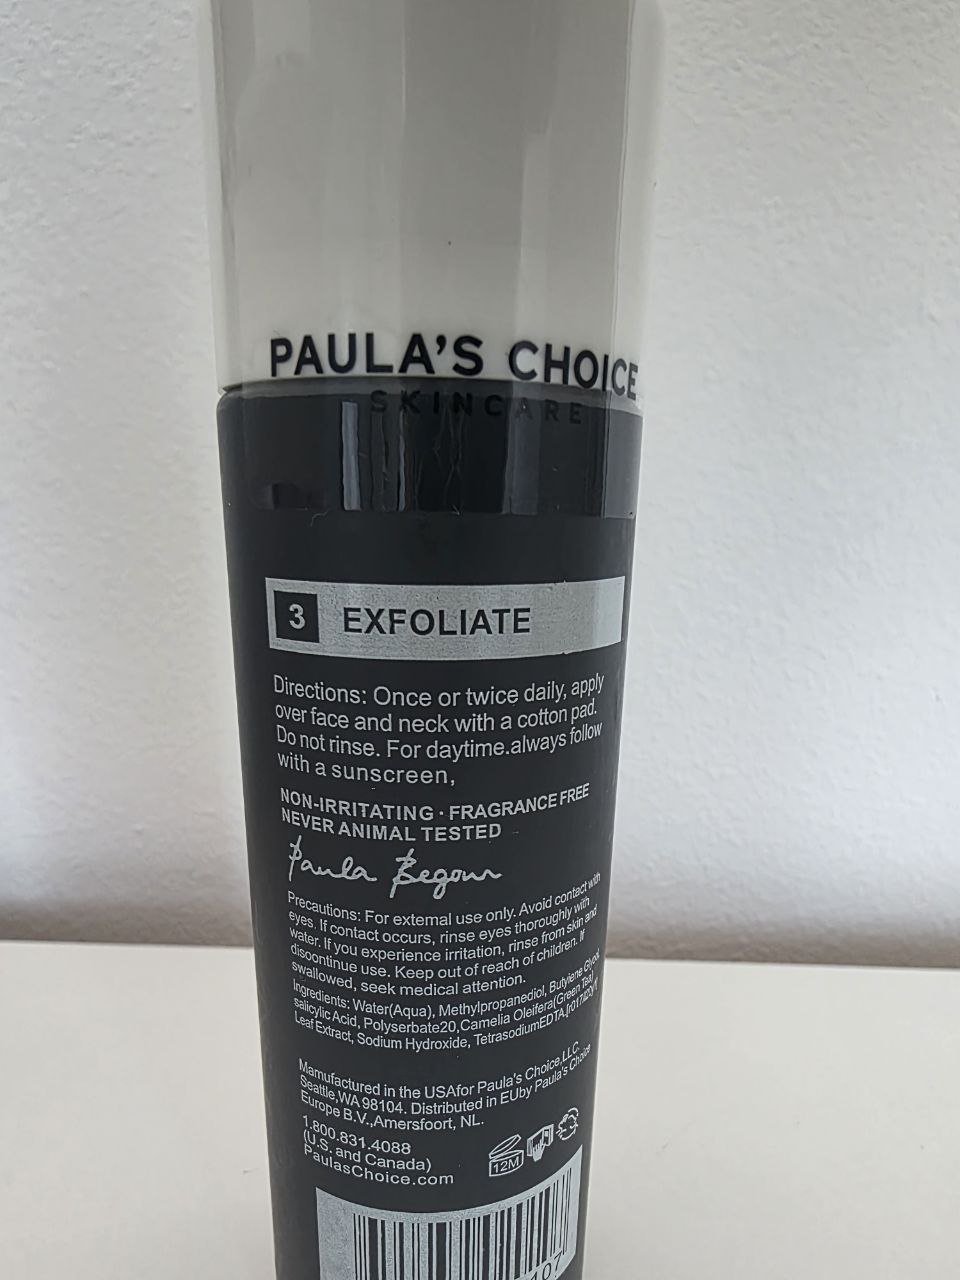 PAULA'S CHOICE
SKINCARE
3 EXFOLIATE
Directions: Once or twice daily, apply
over face and neck with a cotton pad.
Do not rinse. For daytime.always follow
with a sunscreen,
NON-IRRITATING · FRAGRANCE FREE
NEVER ANIMAL TESTED
Paula Begoun
Precautions: For external use only. Avoid contact with
eyes. If contact occurs, rinse eyes thoroughly with
water. If you experience irritation, rinse from skin and
discontinue use. Keep out of reach of children. If
swallowed, seek medical attention.
Ingredients: Water(Aqua), Methylpropanediol, Butylene Glycol,
salicylic Acid, Polyserbate20,Camelia Oleifera(Green Tea)
Leaf Extract, Sodium Hydroxide, TetrasodiumEDTA.
Mamufactured in the USAfor Paula's Choice,LLC.
Seattle,WA 98104. Distributed in EUby Paula's Choice
Europe B.V.,Amersfoort, NL.
1.800.831.4088
(U.S. and Canada)
PaulasChoice.com
12M
107